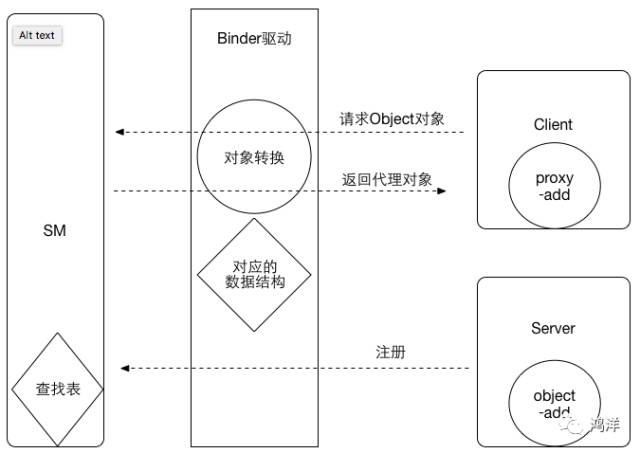 Alt text
Binder驱动
请求Object对象
Client
对象转换
proxy
-add
返回代理对象
SM
对应的
数据结构
Server
注册
查找表
object
-add
鸿洋